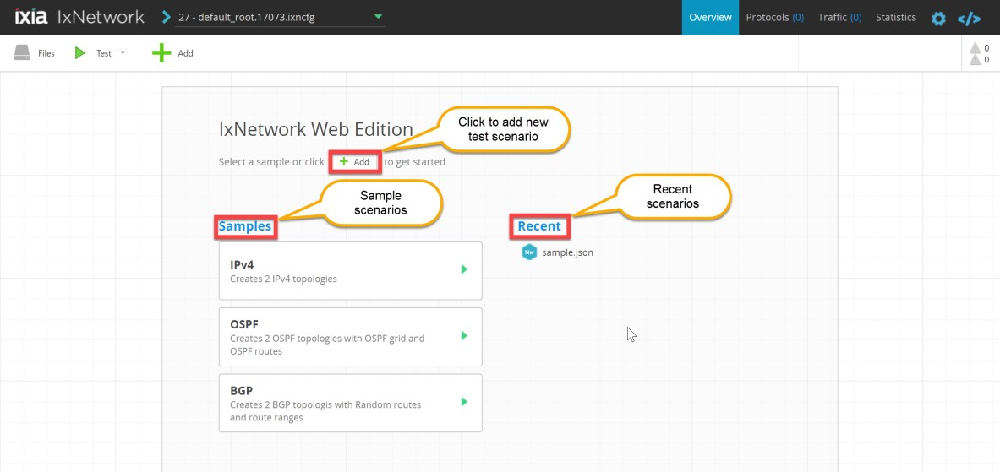 ixia IxNetwork 27 - default_root.17073.ixncfg Overview Protocols (0) Traffic (0) Statistics </>
Files Test Add 0
0
IxNetwork Web Edition
Click to add new
test scenario
Select a sample or click + Add to get started
Sample
scenarios
Recent
scenarios
Samples
Recent
IPv4
Creates 2 IPv4 topologies
Nw sample.json
OSPF
Creates 2 OSPF topologies with OSPF grid and
OSPF routes
BGP
Creates 2 BGP topologis with Random routes
and route ranges